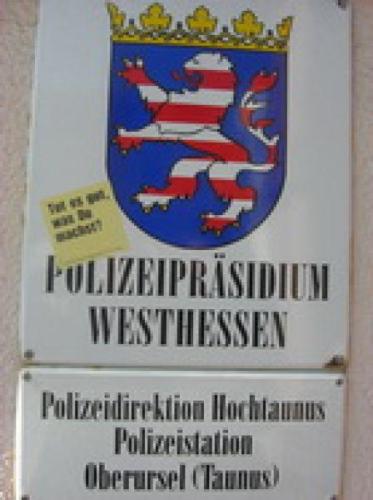 Tut es gut,
was Du
machst?
POLIZEIPRÄSIDIUM
WESTHESSEN
Polizeidirektion Hochtaunus
Polizeistation
Oberursel (Taunus)